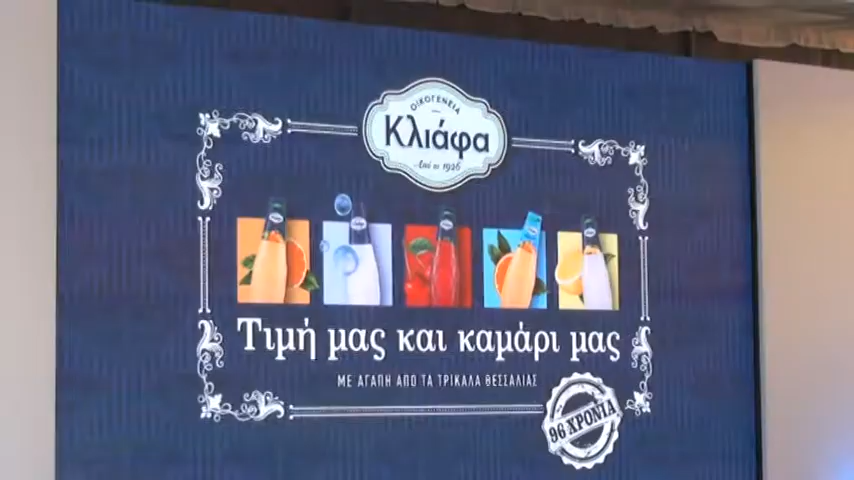 ΟΙΚΟΓΕΝΕΙΑ
Κλιάφα
Από το 1926
Τιμή μας και καμάρι μας
ΜΕ ΑΓΑΠΗ ΑΠΟ ΤΑ ΤΡΙΚΑΛΑ ΘΕΣΣΑΛΙΑΣ
96 ΧΡΟΝΙΑ